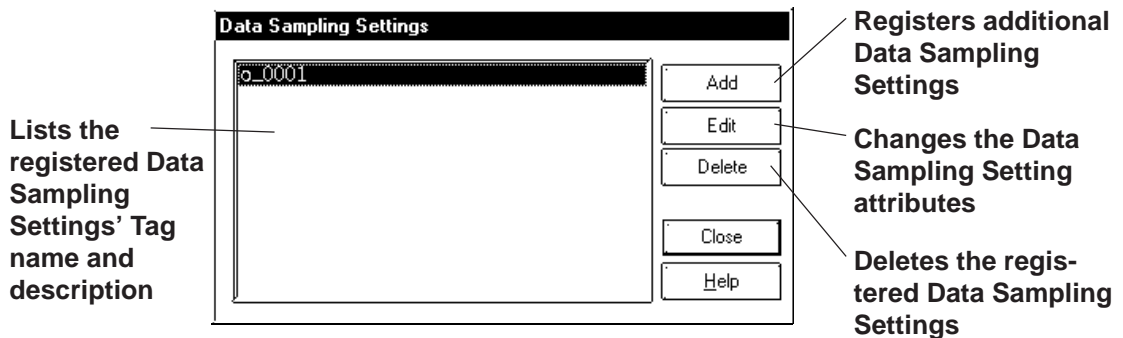 Data Sampling Settings
o_0001
Add
Edit
Delete
Close
Help
Lists the
registered Data
Sampling
Settings' Tag
name and
description
Registers additional
Data Sampling
Settings
Changes the Data
Sampling Setting
attributes
Deletes the regis-
tered Data Sampling
Settings